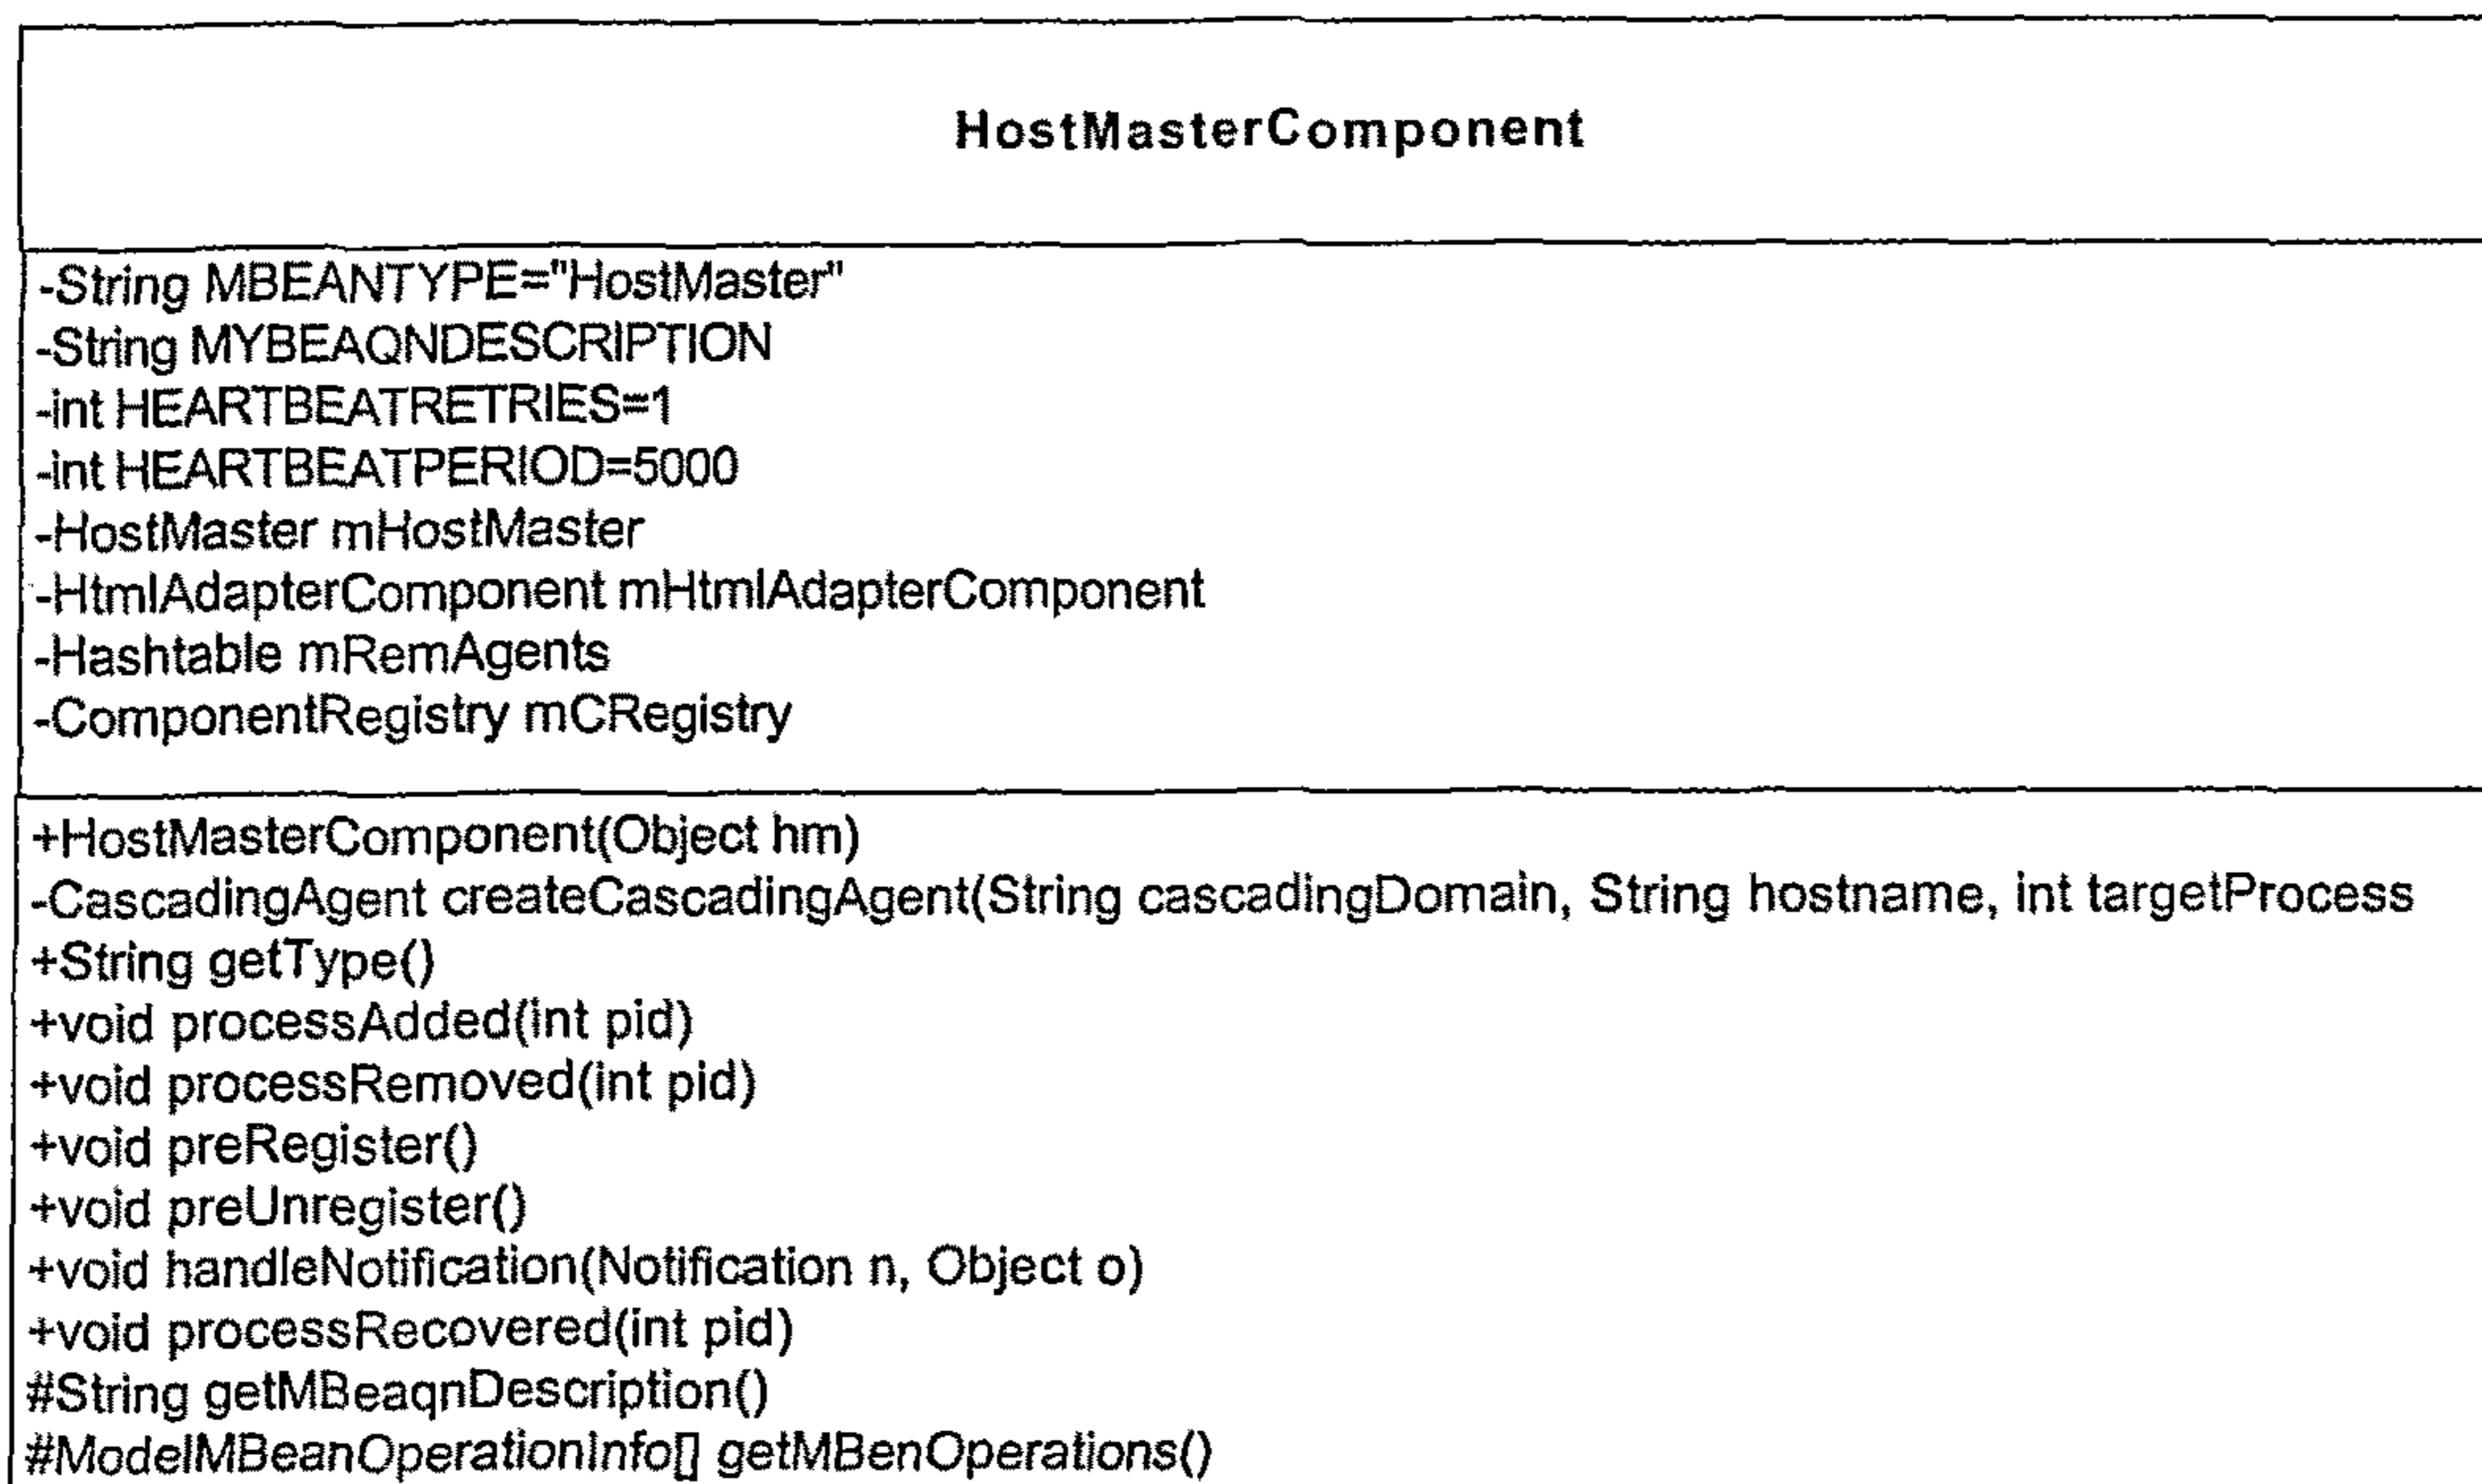 HostMasterComponent
-String MBEANTYPE="HostMaster"
-String MYBEAQNDESCRIPTION
-int HEARTBEATRETRIES=1
-int HEARTBEATPERIOD=5000
-HostMaster mHostMaster
-HtmlAdapterComponent mHtmlAdapterComponent
-Hashtable mRemAgents
-ComponentRegistry mCRegistry
+HostMasterComponent(Object hm)
-CascadingAgent createCascadingAgent(String cascadingDomain, String hostname, int targetProcess
+String getType()
+void processAdded(int pid)
+void processRemoved(int pid)
+void preRegister()
+void preUnregister()
+void handleNotification(Notification n, Object o)
+void processRecovered(int pid)
#String getMBeaqnDescription()
#ModelMBeanOperationInfo[] getMBenOperations()